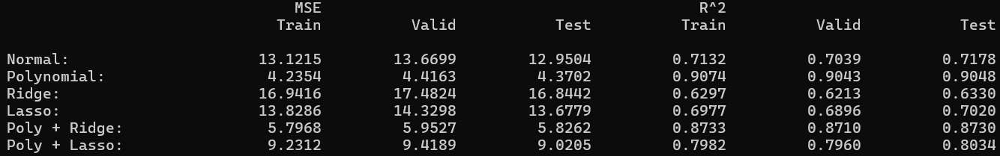 MSE R^2
Train Valid Test Train Valid Test
Normal: 13.1215 13.6699 12.9504 0.7132 0.7039 0.7178
Polynomial: 4.2354 4.4163 4.3702 0.9074 0.9043 0.9048
Ridge: 16.9416 17.4824 16.8442 0.6297 0.6213 0.6330
Lasso: 13.8286 14.3298 13.6779 0.6977 0.6896 0.7020
Poly + Ridge: 5.7968 5.9527 5.8262 0.8733 0.8710 0.8730
Poly + Lasso: 9.2312 9.4189 9.0205 0.7982 0.7960 0.8034